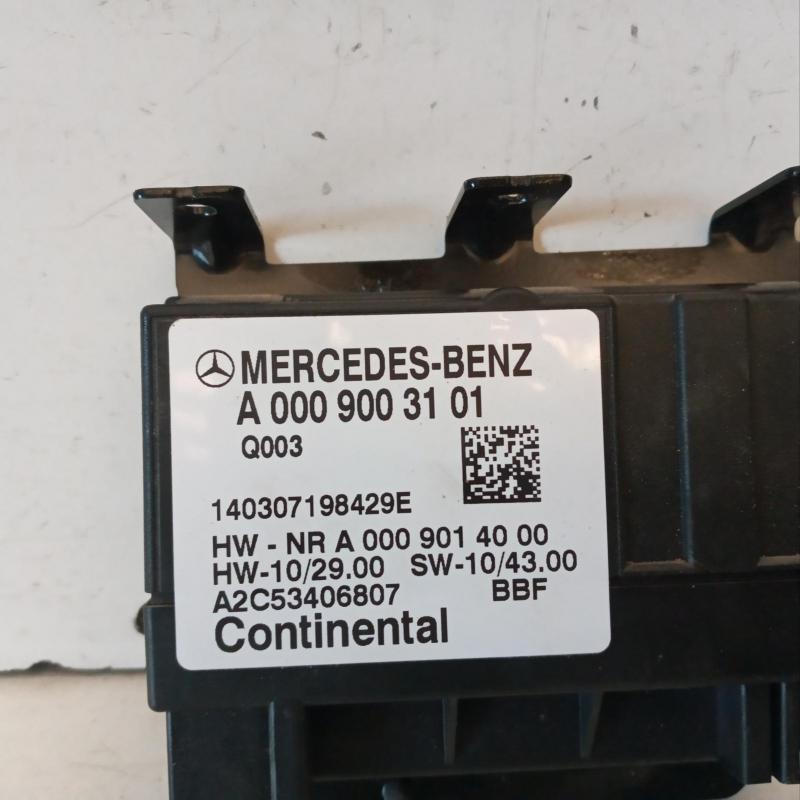 MERCEDES-BENZ
A 000 900 31 01
Q003
140307198429E
HW - NR A 000 901 40 00
HW-10/29.00 SW-10/43.00
A2C53406807 BBF
Continental